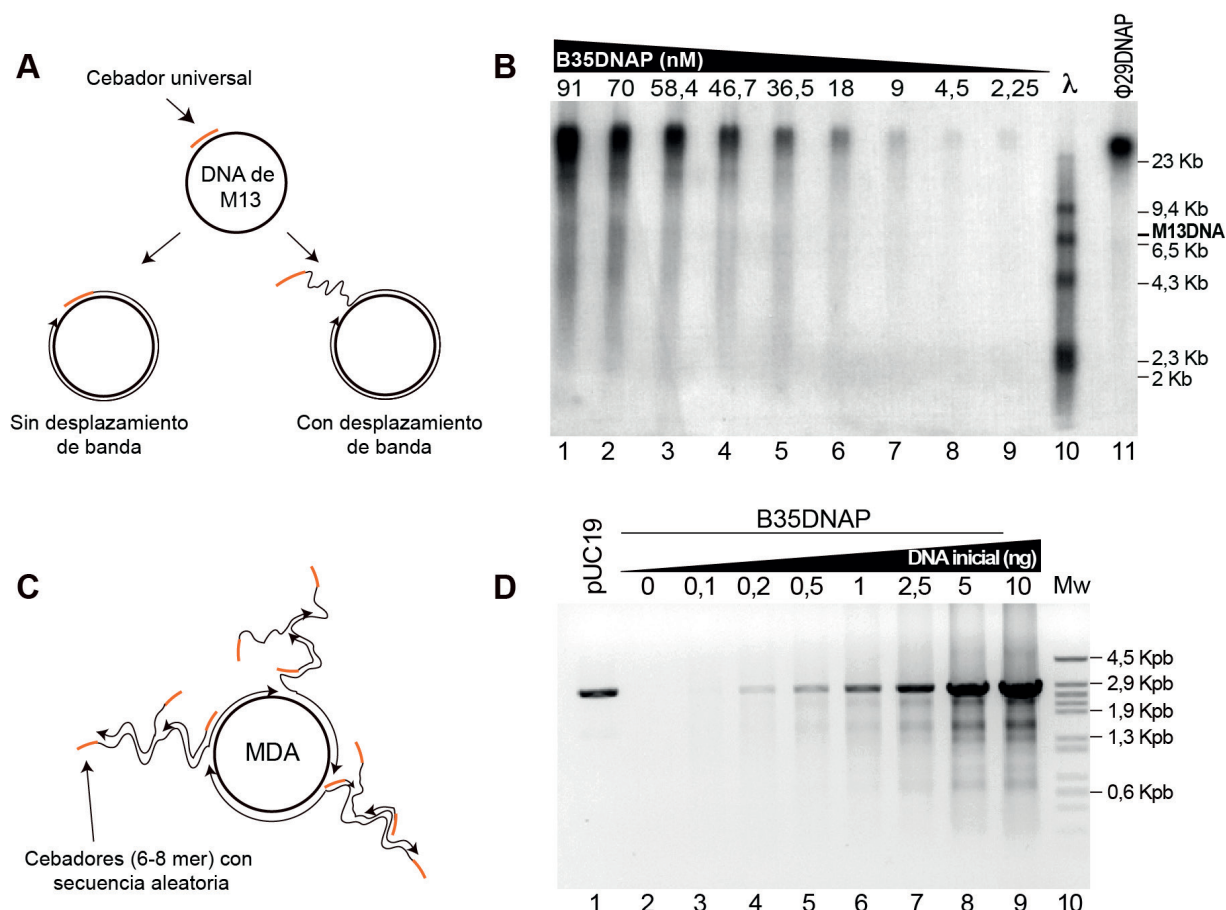 A
Cebador universal
DNA de
M13
Sin desplazamiento
de banda
Con desplazamiento
de banda
B
B35DNAP (nM)
91 70 58,4 46,7 36,5 18 9 4,5 2,25 λ Φ29DNAP
23 Kb
9,4 Kb
M13DNA
6,5 Kb
4,3 Kb
2,3 Kb
2 Kb
1 2 3 4 5 6 7 8 9 10 11
C
MDA
Cebadores (6-8 mer) con
secuencia aleatoria
D
B35DNAP
DNA inicial (ng)
pUC19 0 0,1 0,2 0,5 1 2,5 5 10 Mw
4,5 Kpb
2,9 Kpb
1,9 Kpb
1,3 Kpb
0,6 Kpb
1 2 3 4 5 6 7 8 9 10